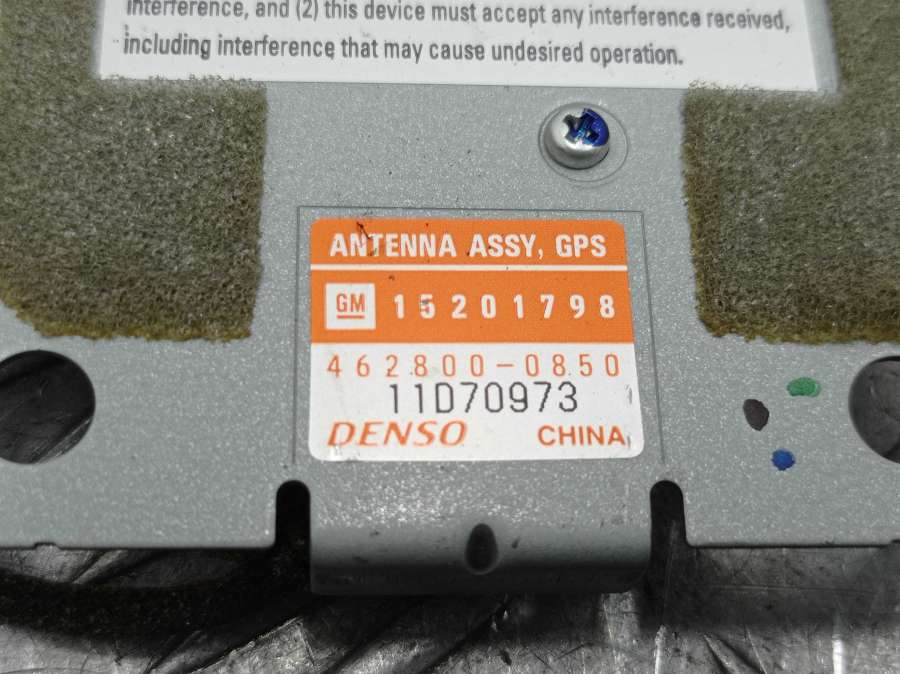 interference, and (2) this device must accept any interference received,
including interference that may cause undesired operation.
ANTENNA ASSY, GPS
GM 15201798
462800-0850
11D70973
DENSO CHINA